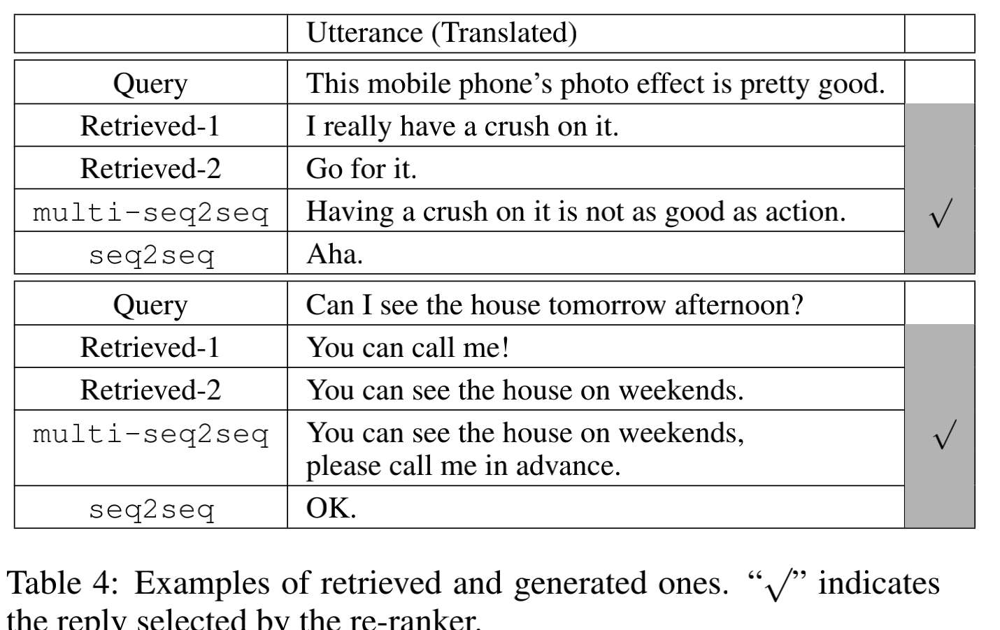 Utterance (Translated)
Query This mobile phone’s photo effect is pretty good.
Retrieved-1 I really have a crush on it.
Retrieved-2 Go for it.
multi-seq2seq Having a crush on it is not as good as action. √
seq2seq Aha.
Query Can I see the house tomorrow afternoon?
Retrieved-1 You can call me!
Retrieved-2 You can see the house on weekends.
multi-seq2seq You can see the house on weekends, √
please call me in advance.
seq2seq OK.
Table 4: Examples of retrieved and generated ones. “√” indicates
the reply selected by the re-ranker.